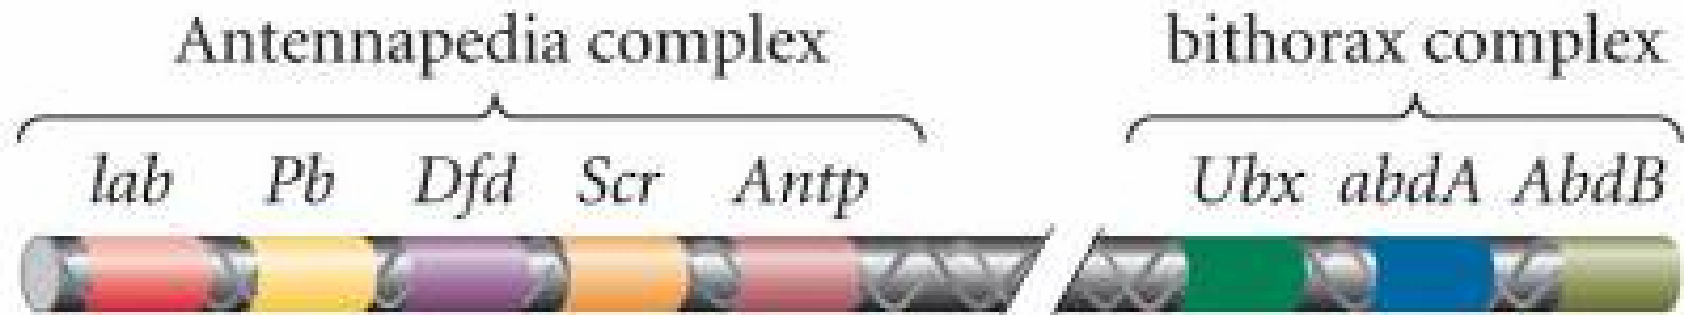 Antennapedia complex bithorax complex
lab Pb Dfd Scr Antp Ubx abdA AbdB